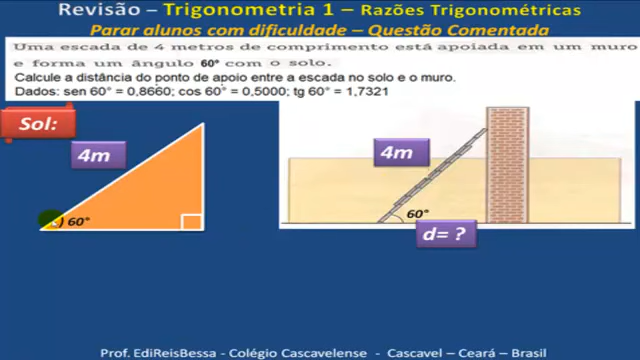 Revisão – Trigonometria 1 – Razões Trigonométricas
Parar alunos com dificuldade – Questão Comentada
Uma escada de 4 metros de comprimento está apoiada em um muro
e forma um ângulo 60° com o solo.
Calcule a distância do ponto de apoio entre a escada no solo e o muro.
Dados: sen 60° = 0,8660; cos 60° = 0,5000; tg 60° = 1,7321
Sol:
4m
60°
4m
60°
d= ?
Prof. EdiReisBessa - Colégio Cascavelense - Cascavel – Ceará – Brasil